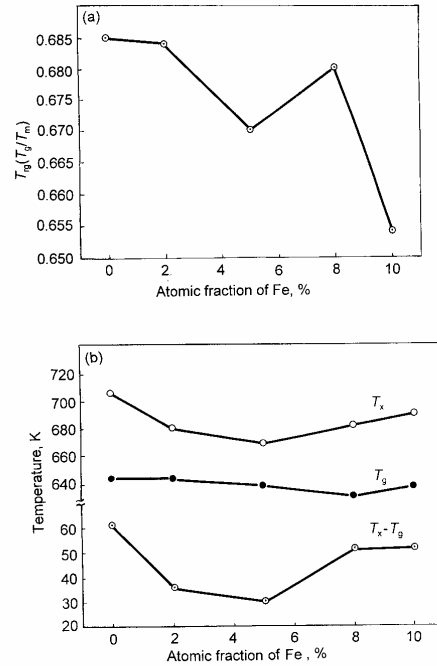 (a)
0.685
0.680
0.675
0.670
0.665
0.660
0.655
0.650
Trg(Tg/Tm)
0 2 4 6 8 10
Atomic fraction of Fe, %
(b)
720
700
680
660
640
60
50
40
30
20
Temperature, K
Tx
Tg
Tx-Tg
0 2 4 6 8 10
Atomic fraction of Fe , %